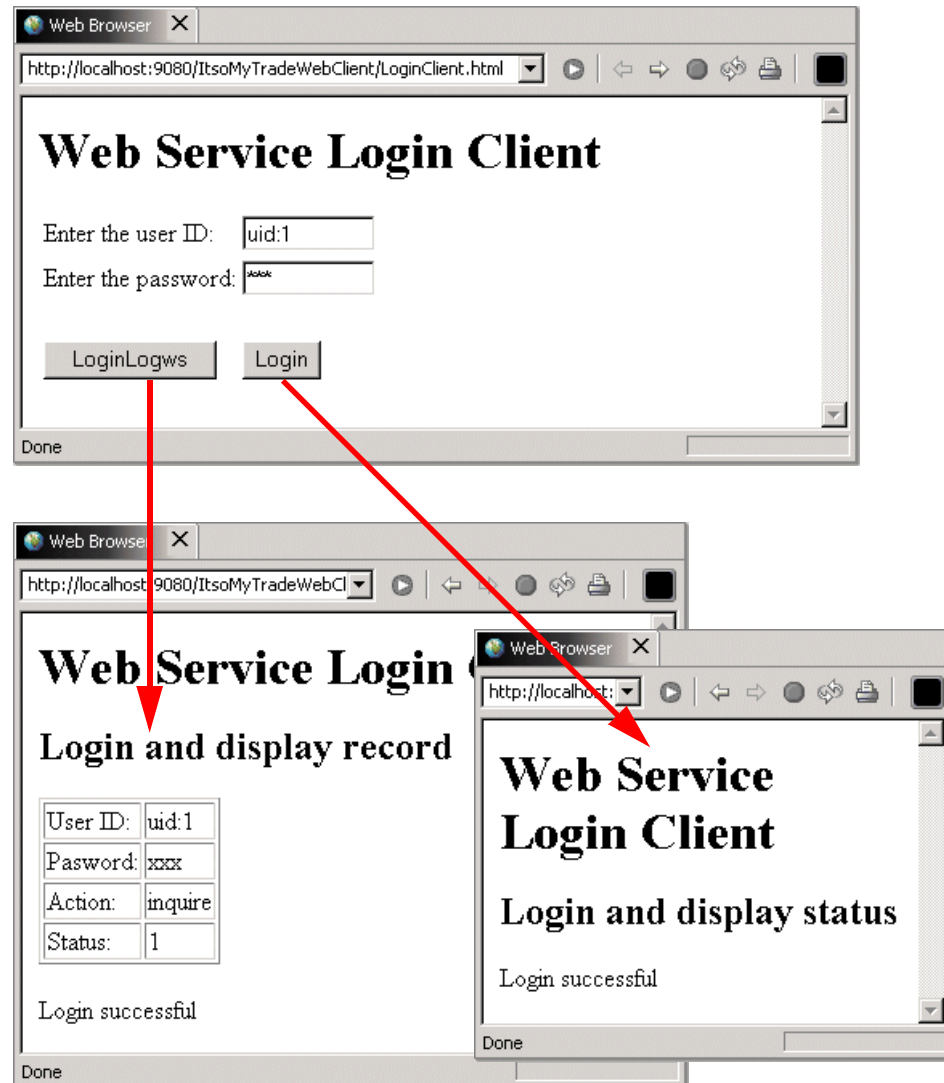 Web Browser
http://localhost:9080/ItsoMyTradeWebClient/LoginClient.html
Web Service Login Client
Enter the user ID: uid:1
Enter the password: ****
LoginLogws Login
Done
Web Browser
http://localhost:9080/ItsoMyTradeWebCl
Web Service Login
Login and display record
User ID: uid:1
Pasword: xxx
Action: inquire
Status: 1
Login successful
Done
Web Browser
http://localhost:
Web Service
Login Client
Login and display status
Login successful
Done